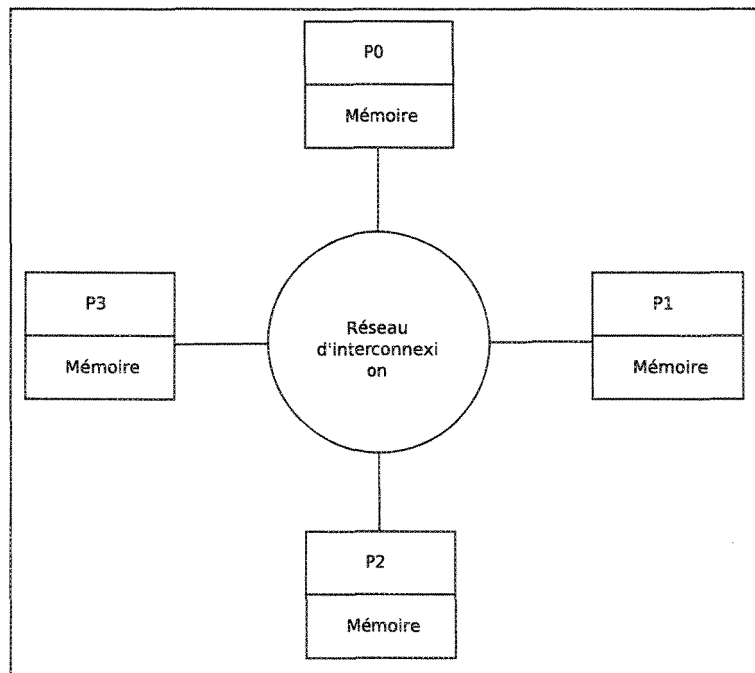 P0
Mémoire
P3
Mémoire
Réseau
d'interconnexi
on
P1
Mémoire
P2
Mémoire